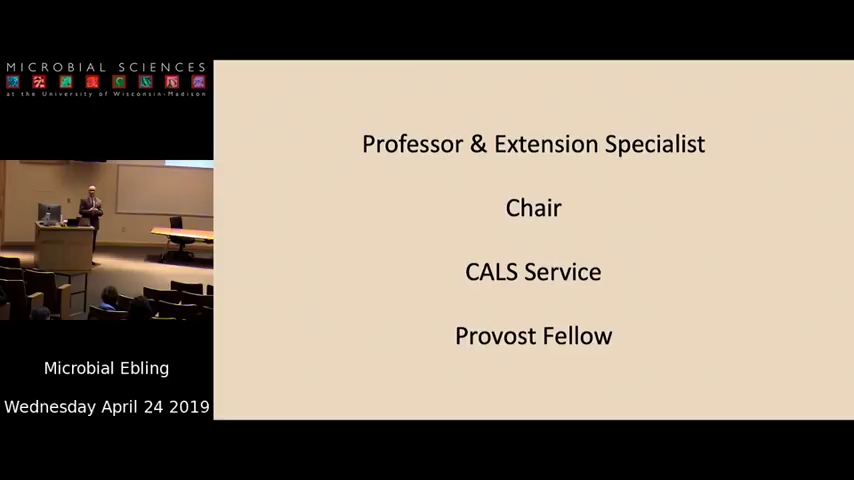 MICROBIAL SCIENCES
at the University of Wisconsin-Madison
Professor & Extension Specialist
Chair
CALS Service
Provost Fellow
Microbial Ebling
Wednesday April 24 2019